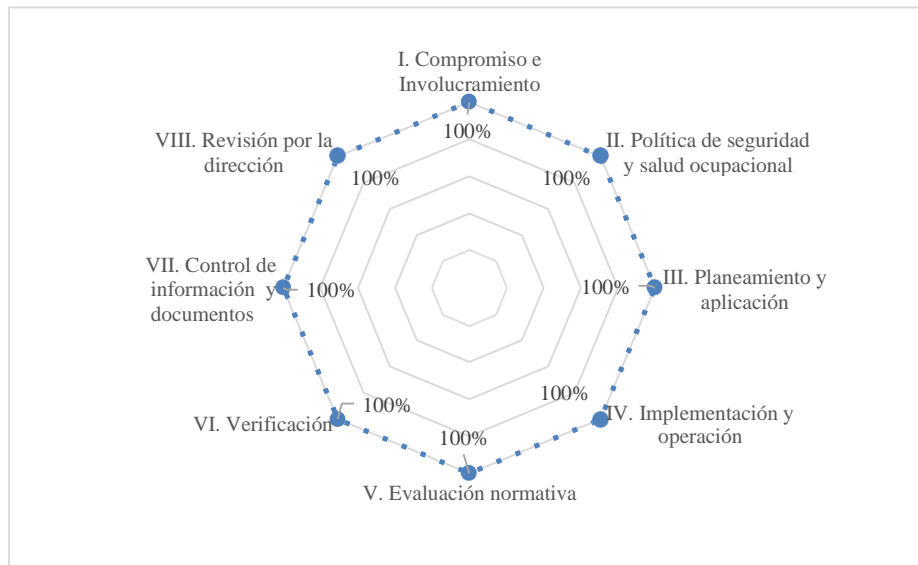 I. Compromiso e
Involucramiento
100%
II. Política de seguridad
y salud ocupacional
100%
III. Planeamiento y
aplicación
100%
IV. Implementación y
operación
100%
V. Evaluación normativa
100%
VI. Verificación
100%
VII. Control de
información y
documentos
100%
VIII. Revisión por la
dirección
100%